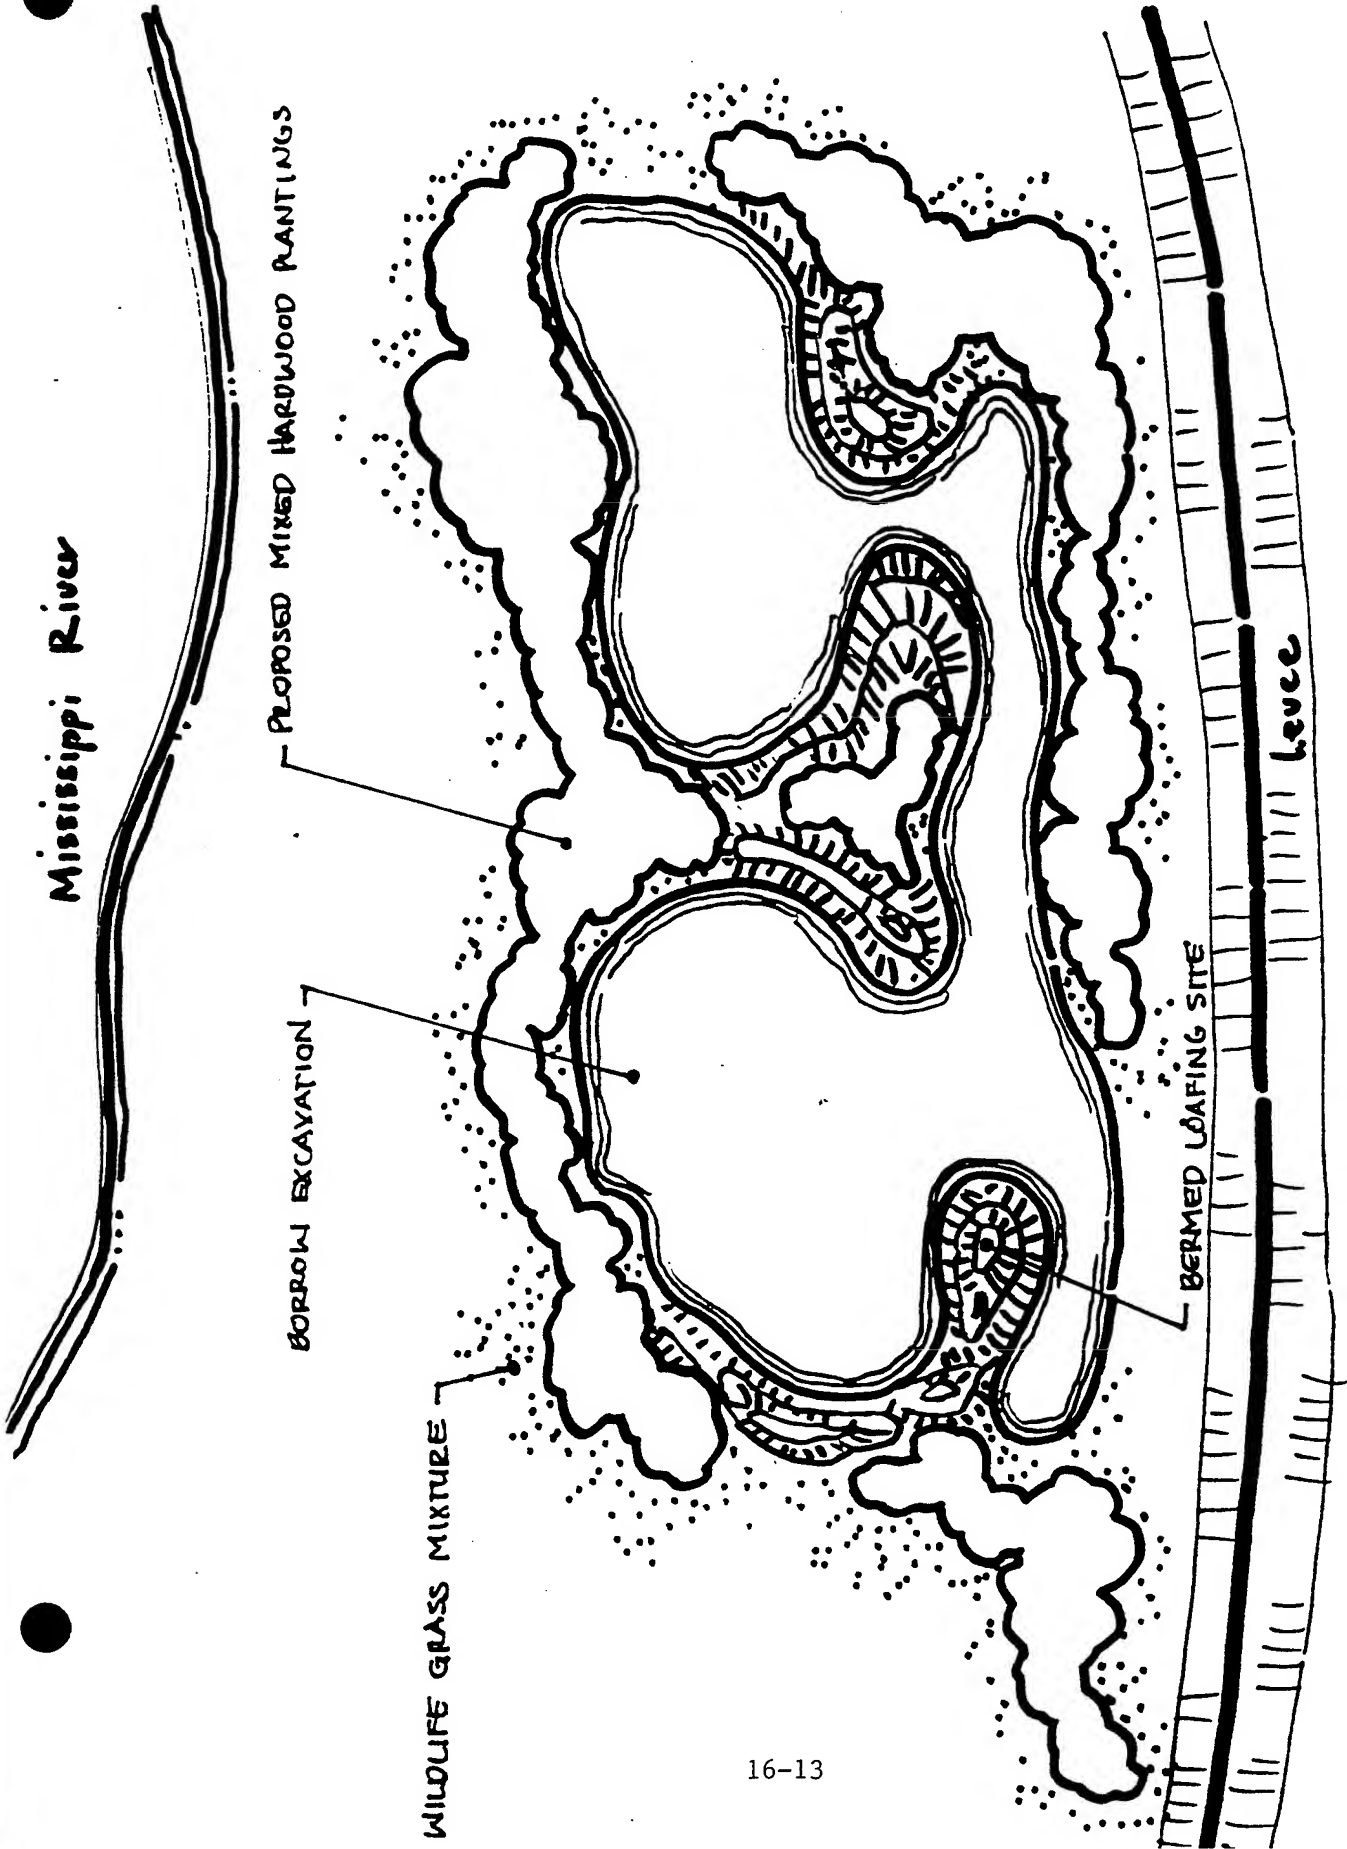 Mississippi River
PROPOSED MIXED HARDWOOD PLANTINGS
BORROW EXCAVATION
WILDLIFE GRASS MIXTURE
BERMED LOAFING SITE
Levee
16-13